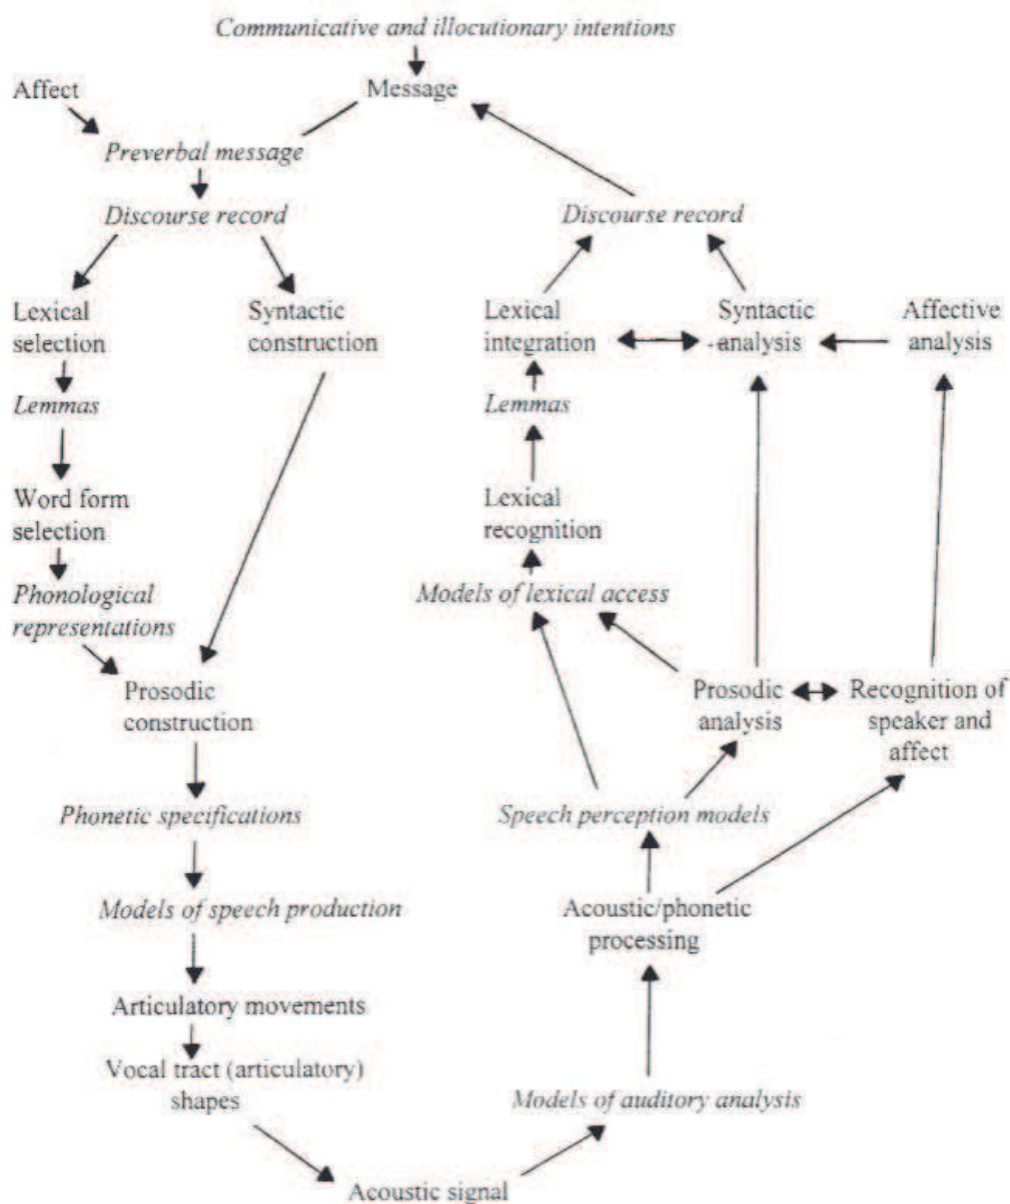 Communicative and illocutionary intentions
Affect
Message
Preverbal message
Discourse record
Discourse record
Lexical
selection
Syntactic
construction
Lexical
integration
Syntactic
analysis
Affective
analysis
Lemmas
Lemmas
Word form
selection
Lexical
recognition
Phonological
representations
Models of lexical access
Prosodic
construction
Prosodic
analysis
Recognition of
speaker and
affect
Phonetic specifications
Speech perception models
Models of speech production
Acoustic/phonetic
processing
Articulatory movements
Vocal tract (articulatory)
shapes
Models of auditory analysis
Acoustic signal